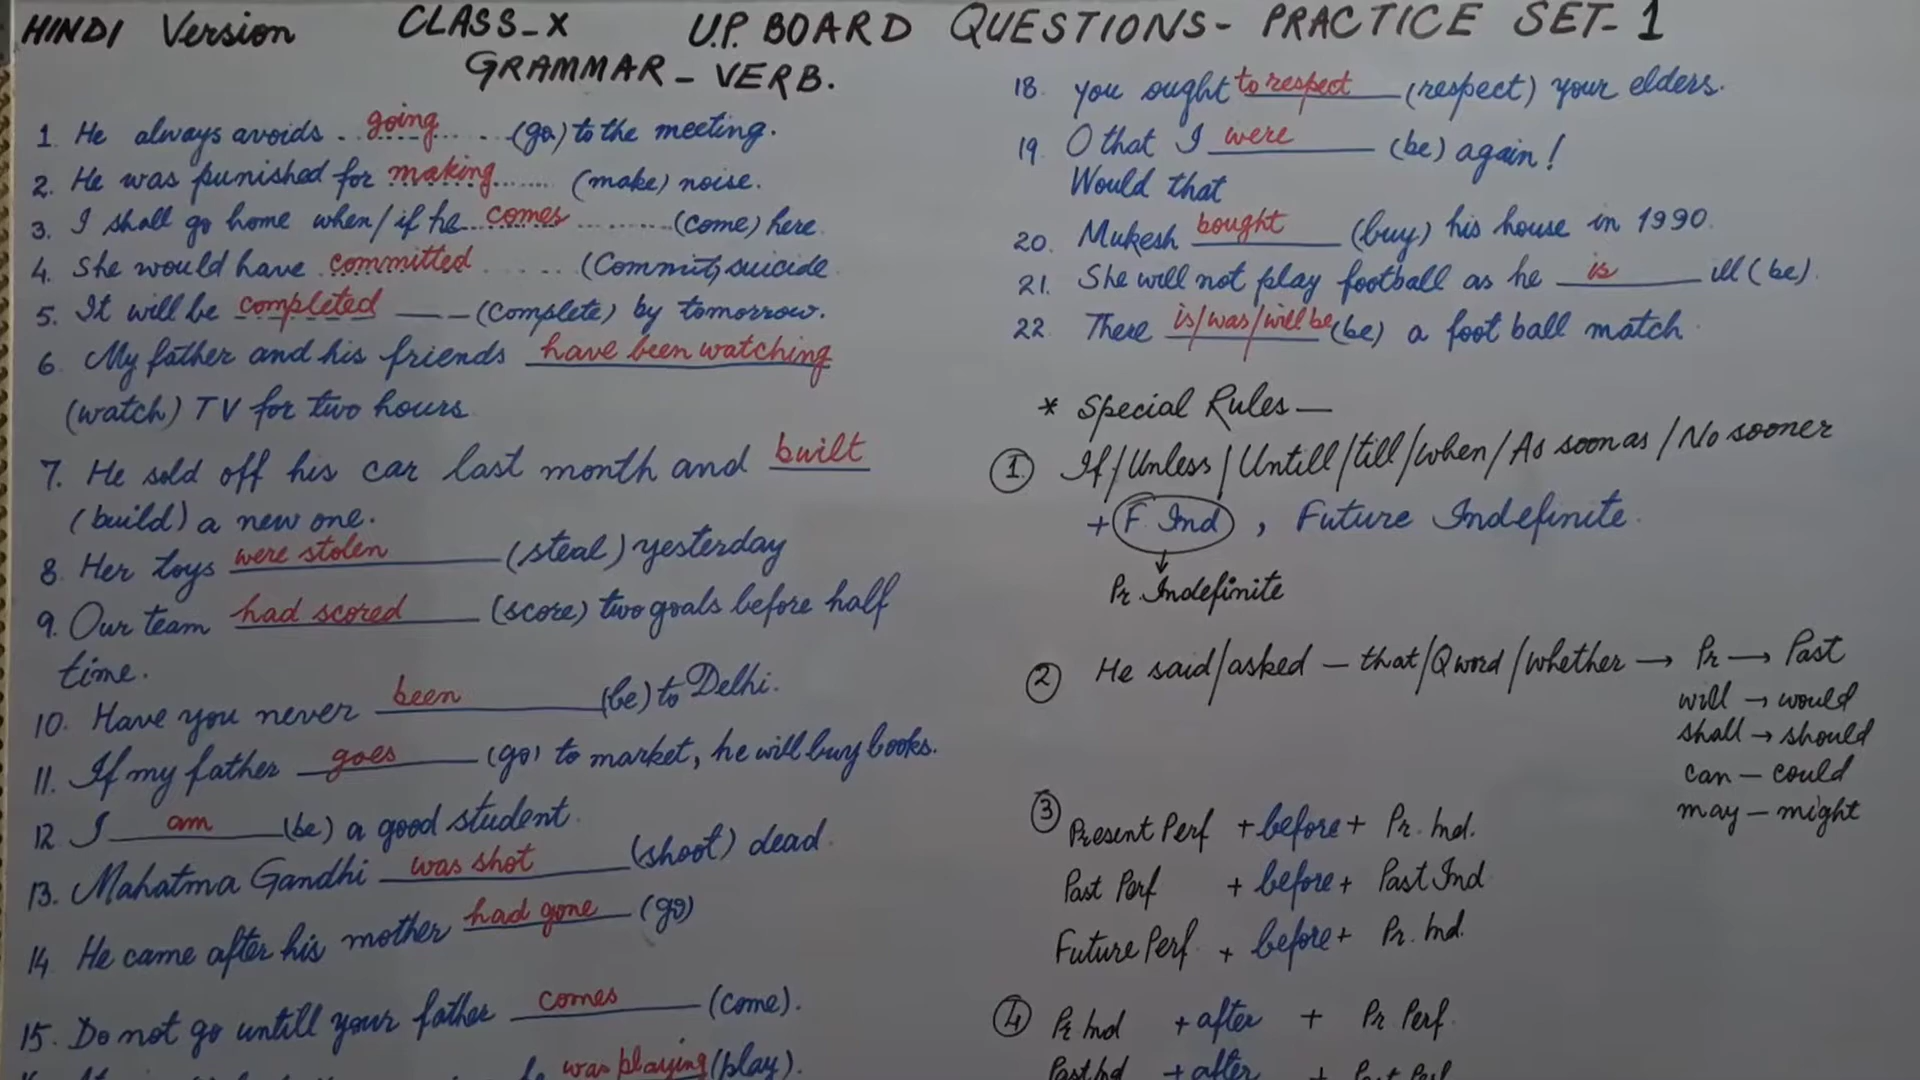 HINDI Version CLASS-X U.P. BOARD QUESTIONS- PRACTICE SET-1
GRAMMAR - VERB.
1. He always avoids going (go) to the meeting.
2. He was punished for making (make) noise.
3. I shall go home when/if he comes (come) here.
4. She would have committed (Commit) suicide
5. It will be completed (complete) by tomorrow.
6 My father and his friends have been watching
(watch) TV for two hours
7. He sold off his car last month and built
(build) a new one.
8. Her toys were stolen (steal) yesterday
9. Our team had scored (score) two goals before half
time.
10. Have you never been (be) to Delhi.
11. If my father goes (go) to market, he will buy books.
12 I am (be) a good student.
13. Mahatma Gandhi was shot (shoot) dead.
14. He came after his mother had gone (go)
15. Do not go untill your father comes (come).
he was playing (play).
18. you ought to respect (respect) your elders.
19. O that I were (be) again!
Would that
20. Mukesh bought (buy) his house in 1990.
21. She will not play football as he is ill (be).
22. There is/was/will be (be) a foot ball match.
* Special Rules —
1. If/Unless/Untill/till/when/As soon as/No sooner
+ F Ind, Future Indefinite.
↓
Pr. Indefinite
2 He said/asked — that/Qword/whether → Pr → Past
will → would
shall → should
can — could
may — might
3 Present Perf + before + Pr. Ind.
Past Perf + before + Past Ind
Future Perf + before + Pr. Ind.
4 Pr Ind + after + Pr Perf
Past Ind + after + Past Perf